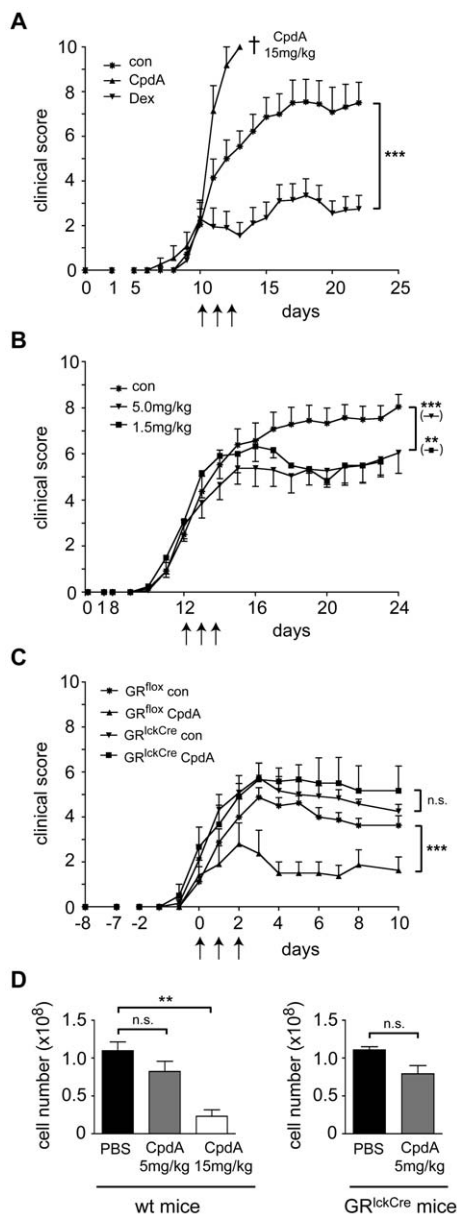 A
con
CpdA
Dex
† CpdA
15mg/kg
clinical score
10
8
6
4
2
0
***
0 1 5 10 15 20 25
days
B
con
5.0mg/kg
1.5mg/kg
clinical score
10
8
6
4
2
0
***
(-▼-)
**
(-■-)
0 1 8 12 16 20 24
days
C
GRflox con
GRflox CpdA
GRlckCre con
GRlckCre CpdA
clinical score
10
8
6
4
2
0
n.s.
***
-8 -7 -2 0 2 4 6 8 10
days
D
cell number (x10⁸)
1.5
1.0
0.5
0
**
n.s.
PBS CpdA 5mg/kg CpdA 15mg/kg
wt mice
cell number (x10⁸)
1.5
1.0
0.5
0
n.s.
PBS CpdA 5mg/kg
GRlckCre mice